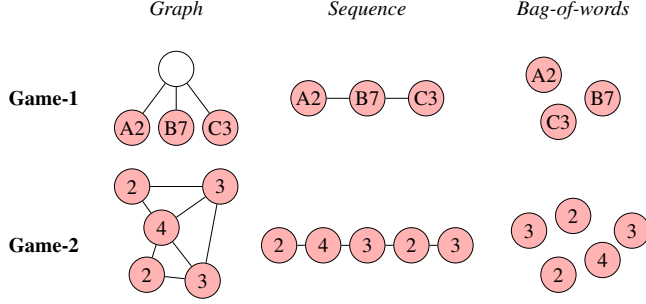 Graph Sequence Bag-of-words
Game-1
A2 B7 C3
A2 B7 C3
A2
B7
C3
Game-2
2 3
4
2 3
2 4 3 2 3
2
3 3
4
2